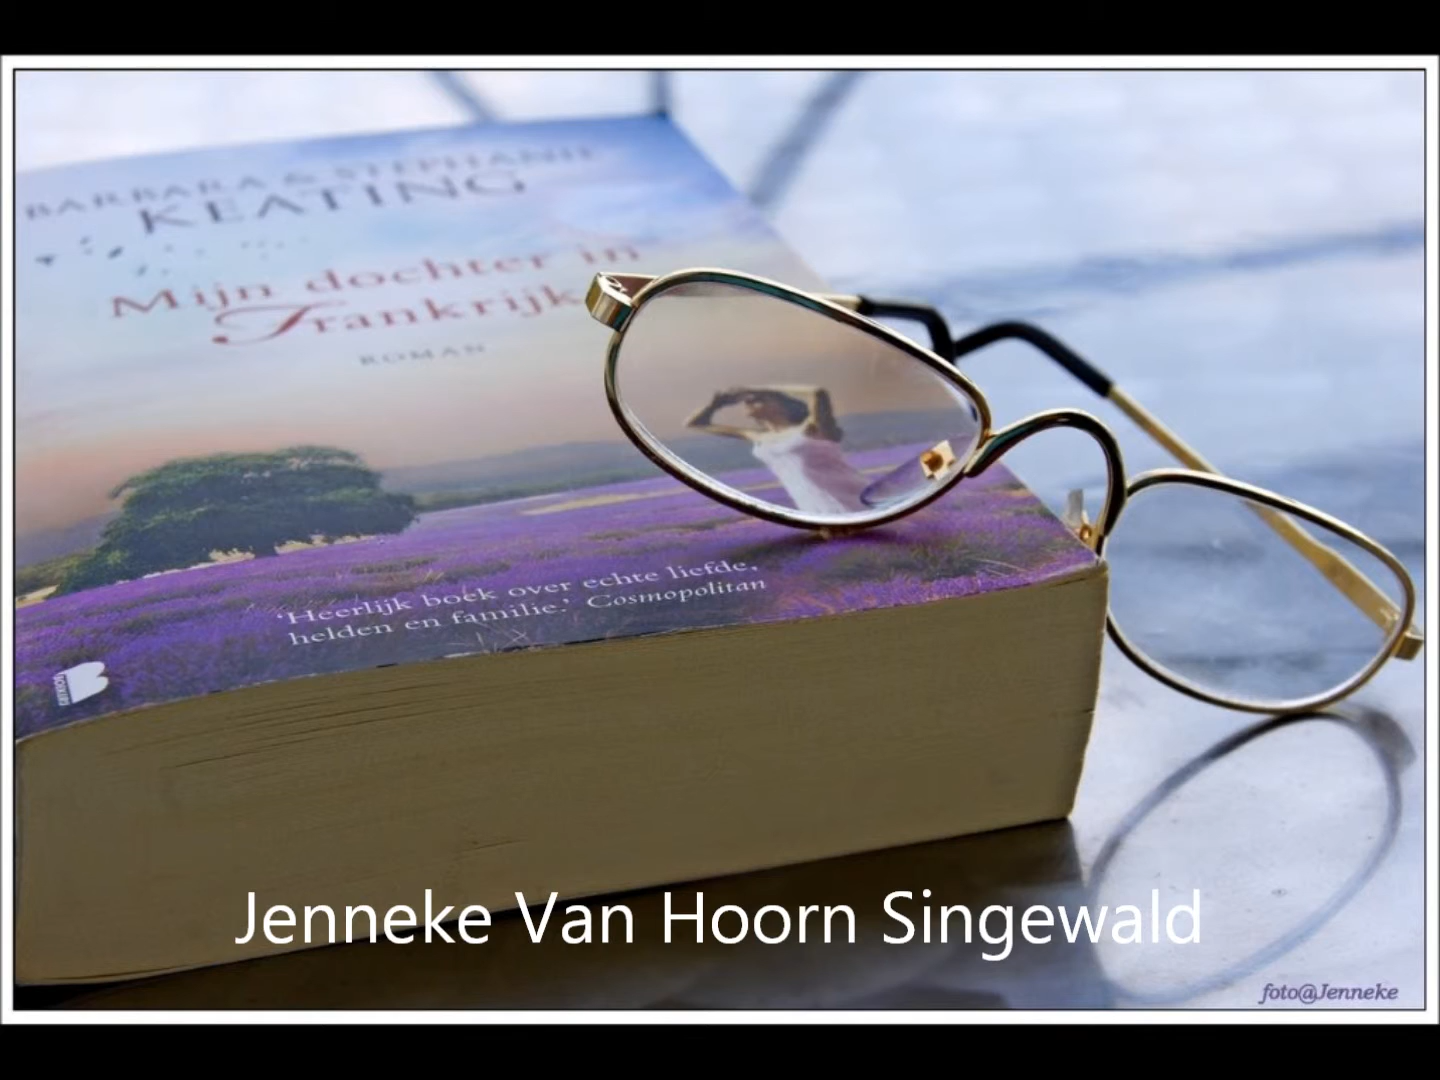 BARBARA & STEPHANIE
KEATING
Mijn dochter in
Frankrijk
ROMAN
'Heerlijk boek over echte liefde,
helden en familie.' Cosmopolitan
Jenneke Van Hoorn Singewald
foto@Jenneke